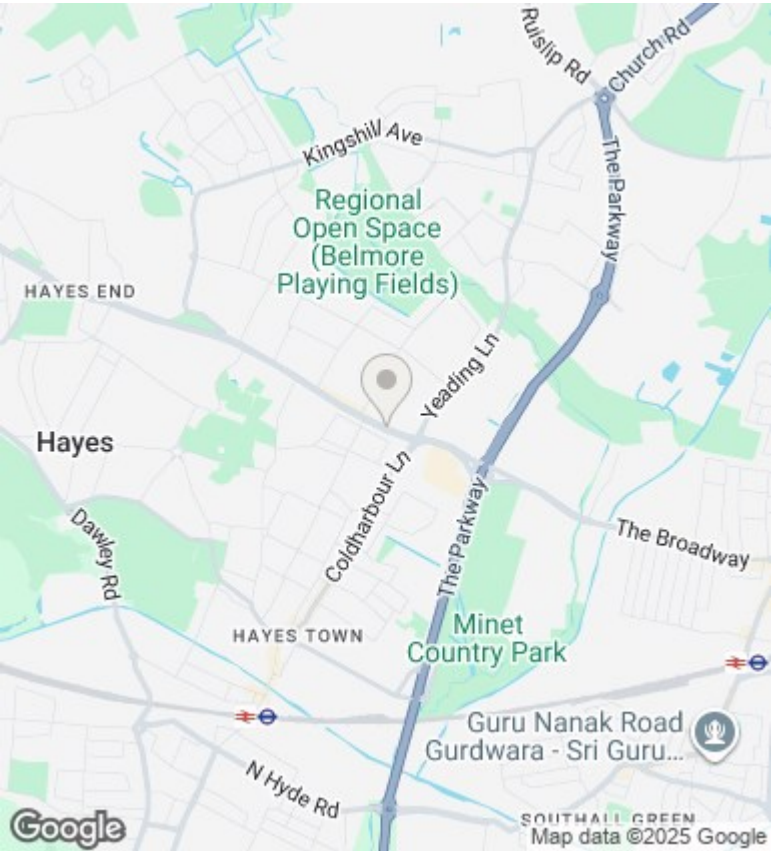 Ruislip Rd
Church Rd
Kingshill Ave
The Parkway
Regional
Open Space
(Belmore
Playing Fields)
HAYES END
Yeading Ln
Hayes
Coldharbour Ln
The Parkway
Dawley Rd
The Broadway
HAYES TOWN
Minet
Country Park
Guru Nanak Road
Gurdwara - Sri Guru...
N Hyde Rd
SOUTHALL GREEN
Google
Map data ©2025 Google